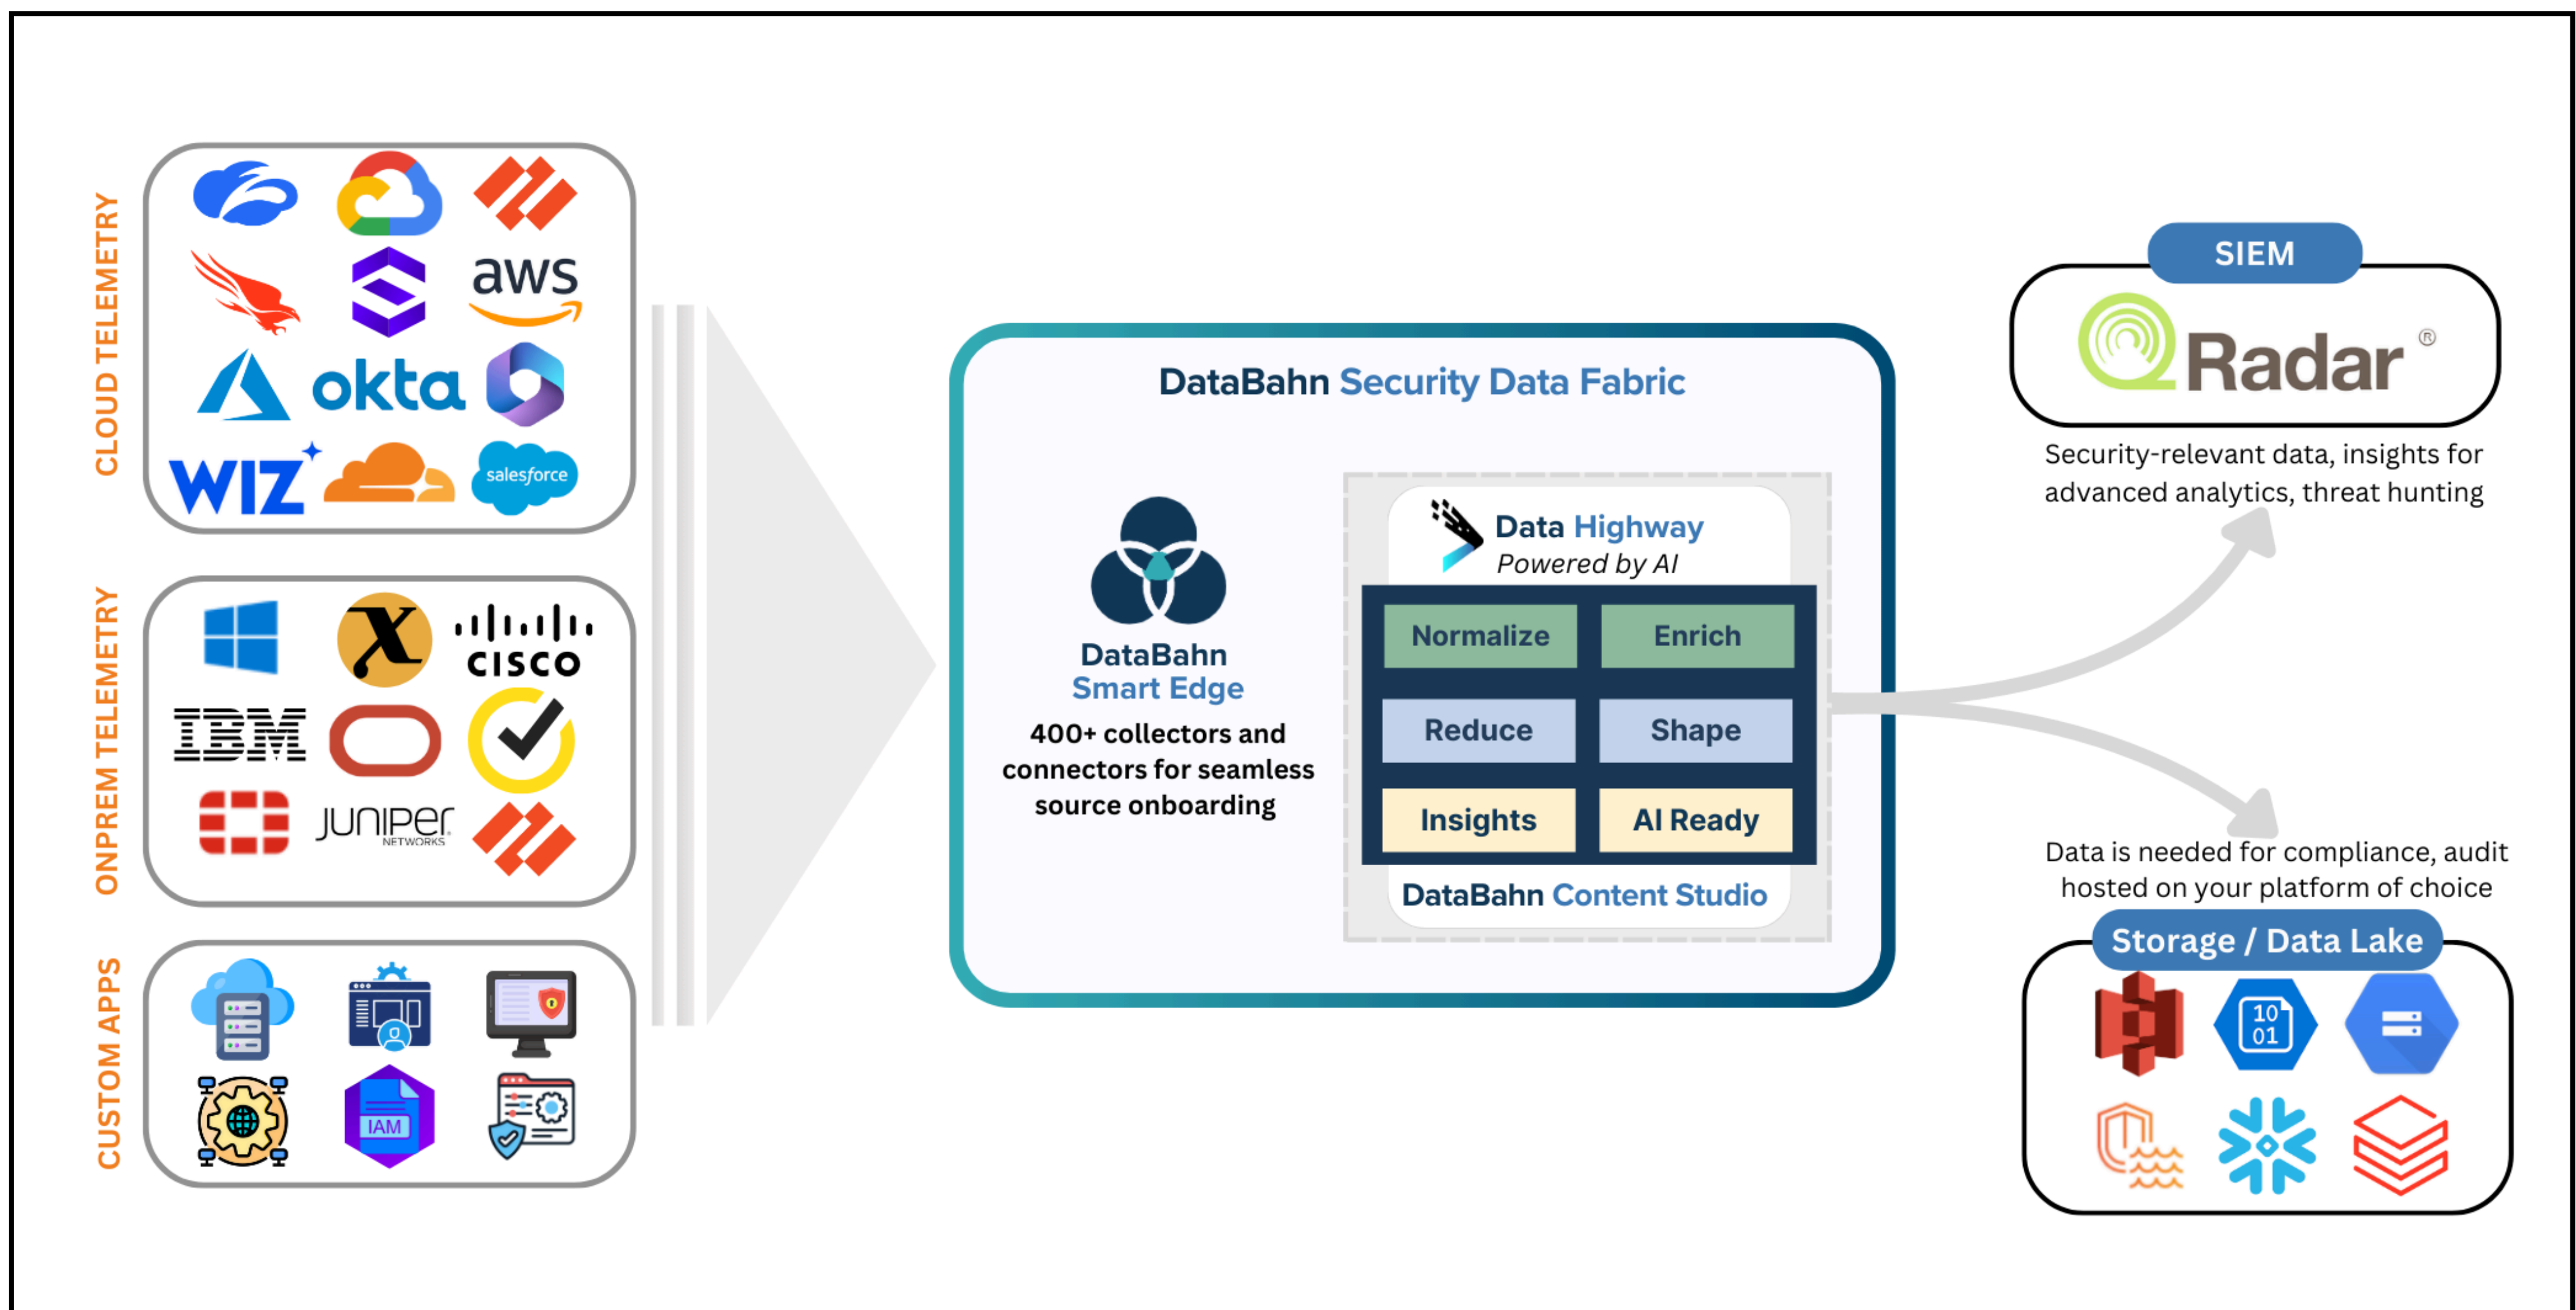 CLOUD TELEMETRY
aws
okta
WIZ
salesforce
ONPREM TELEMETRY
X
CISCO
IBM
JUNIPEr
NETWORKS
CUSTOM APPS
IAM
DataBahn Security Data Fabric
DataBahn
Smart Edge
400+ collectors and
connectors for seamless
source onboarding
Data Highway
Powered by AI
Normalize
Enrich
Reduce
Shape
Insights
AI Ready
DataBahn Content Studio
SIEM
QRadar ®
Security-relevant data, insights for
advanced analytics, threat hunting
Data is needed for compliance, audit
hosted on your platform of choice
Storage / Data Lake
10
01